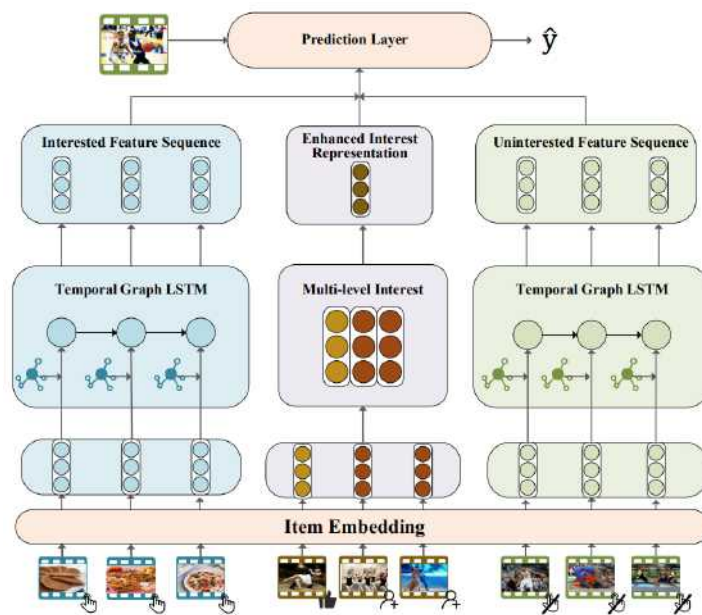 Prediction Layer
ŷ
Interested Feature Sequence
Enhanced Interest
Representation
Uninterested Feature Sequence
Temporal Graph LSTM
Multi-level Interest
Temporal Graph LSTM
Item Embedding